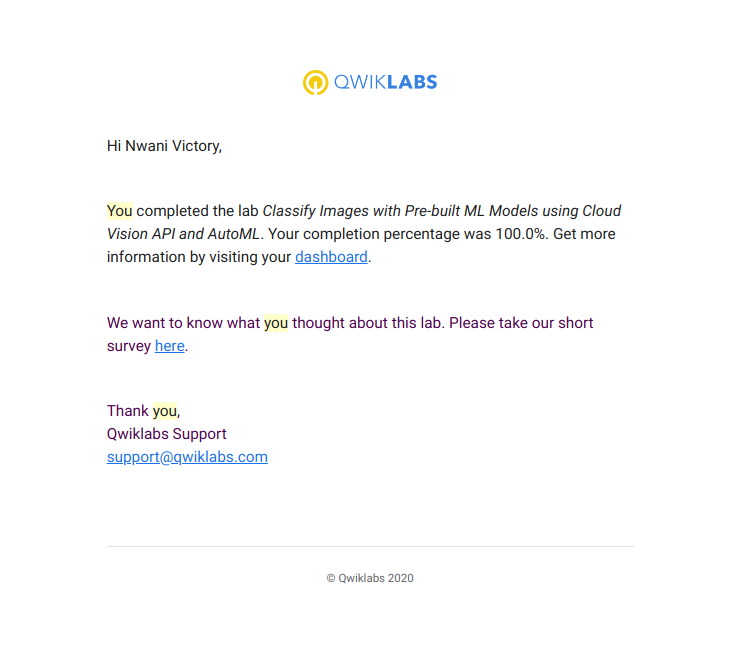 QWIKLABS
Hi Nwani Victory,
You completed the lab Classify Images with Pre-built ML Models using Cloud
Vision API and AutoML. Your completion percentage was 100.0%. Get more
information by visiting your dashboard.
We want to know what you thought about this lab. Please take our short
survey here.
Thank you,
Qwiklabs Support
support@qwiklabs.com
© Qwiklabs 2020